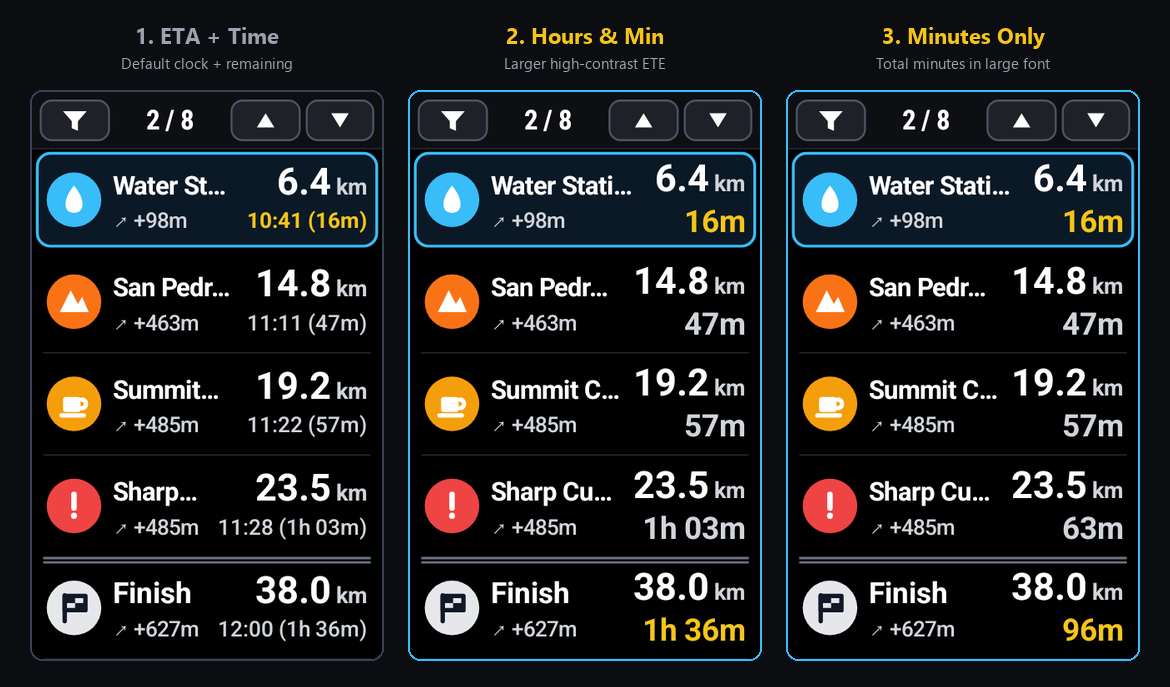 1. ETA + Time
Default clock + remaining
2 / 8
Water St... 6.4 km
↗ +98m 10:41 (16m)
San Pedr... 14.8 km
↗ +463m 11:11 (47m)
Summit... 19.2 km
↗ +485m 11:22 (57m)
Sharp... 23.5 km
↗ +485m 11:28 (1h 03m)
Finish 38.0 km
↗ +627m 12:00 (1h 36m)
2. Hours & Min
Larger high-contrast ETE
2 / 8
Water Stati... 6.4 km
↗ +98m 16m
San Pedr... 14.8 km
↗ +463m 47m
Summit C... 19.2 km
↗ +485m 57m
Sharp Cu... 23.5 km
↗ +485m 1h 03m
Finish 38.0 km
↗ +627m 1h 36m
3. Minutes Only
Total minutes in large font
2 / 8
Water Stati... 6.4 km
↗ +98m 16m
San Pedr... 14.8 km
↗ +463m 47m
Summit C... 19.2 km
↗ +485m 57m
Sharp Cu... 23.5 km
↗ +485m 63m
Finish 38.0 km
↗ +627m 96m